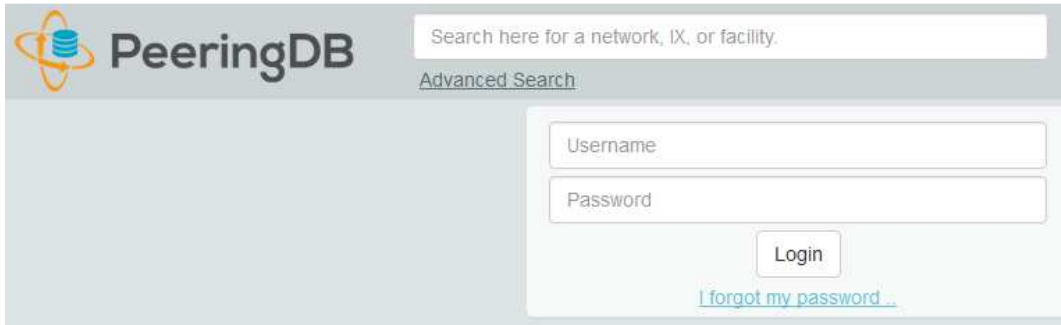 PeeringDB
Search here for a network, IX, or facility.
Advanced Search
Username
Password
Login
I forgot my password ..